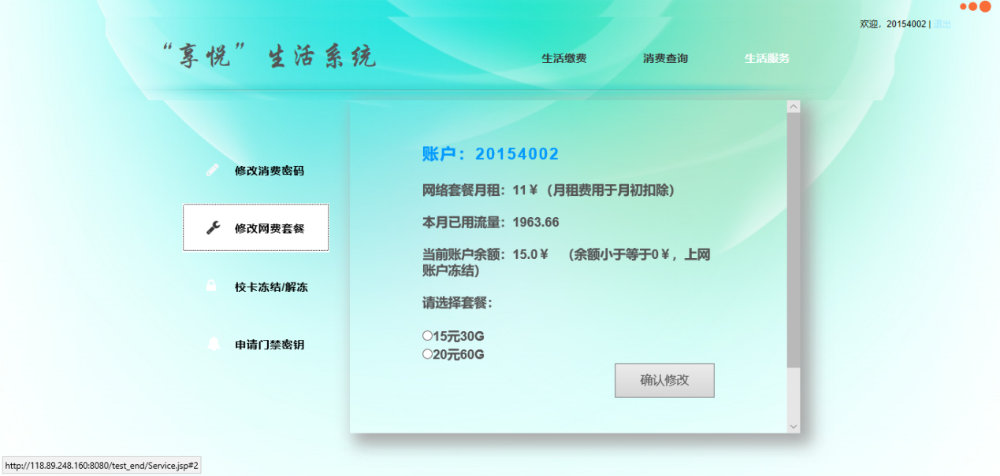 欢迎，20154002 | 退出
“享悦”生活系统
生活缴费 消费查询 生活服务
修改消费密码
修改网费套餐
校卡冻结/解冻
申请门禁密钥
账户：20154002
网络套餐月租：11￥（月租费用于月初扣除）
本月已用流量：1963.66
当前账户余额：15.0￥ （余额小于等于0￥，上网
账户冻结）
请选择套餐：
15元30G
20元60G
确认修改
http://118.89.248.160:8080/test_end/Service.jsp#2